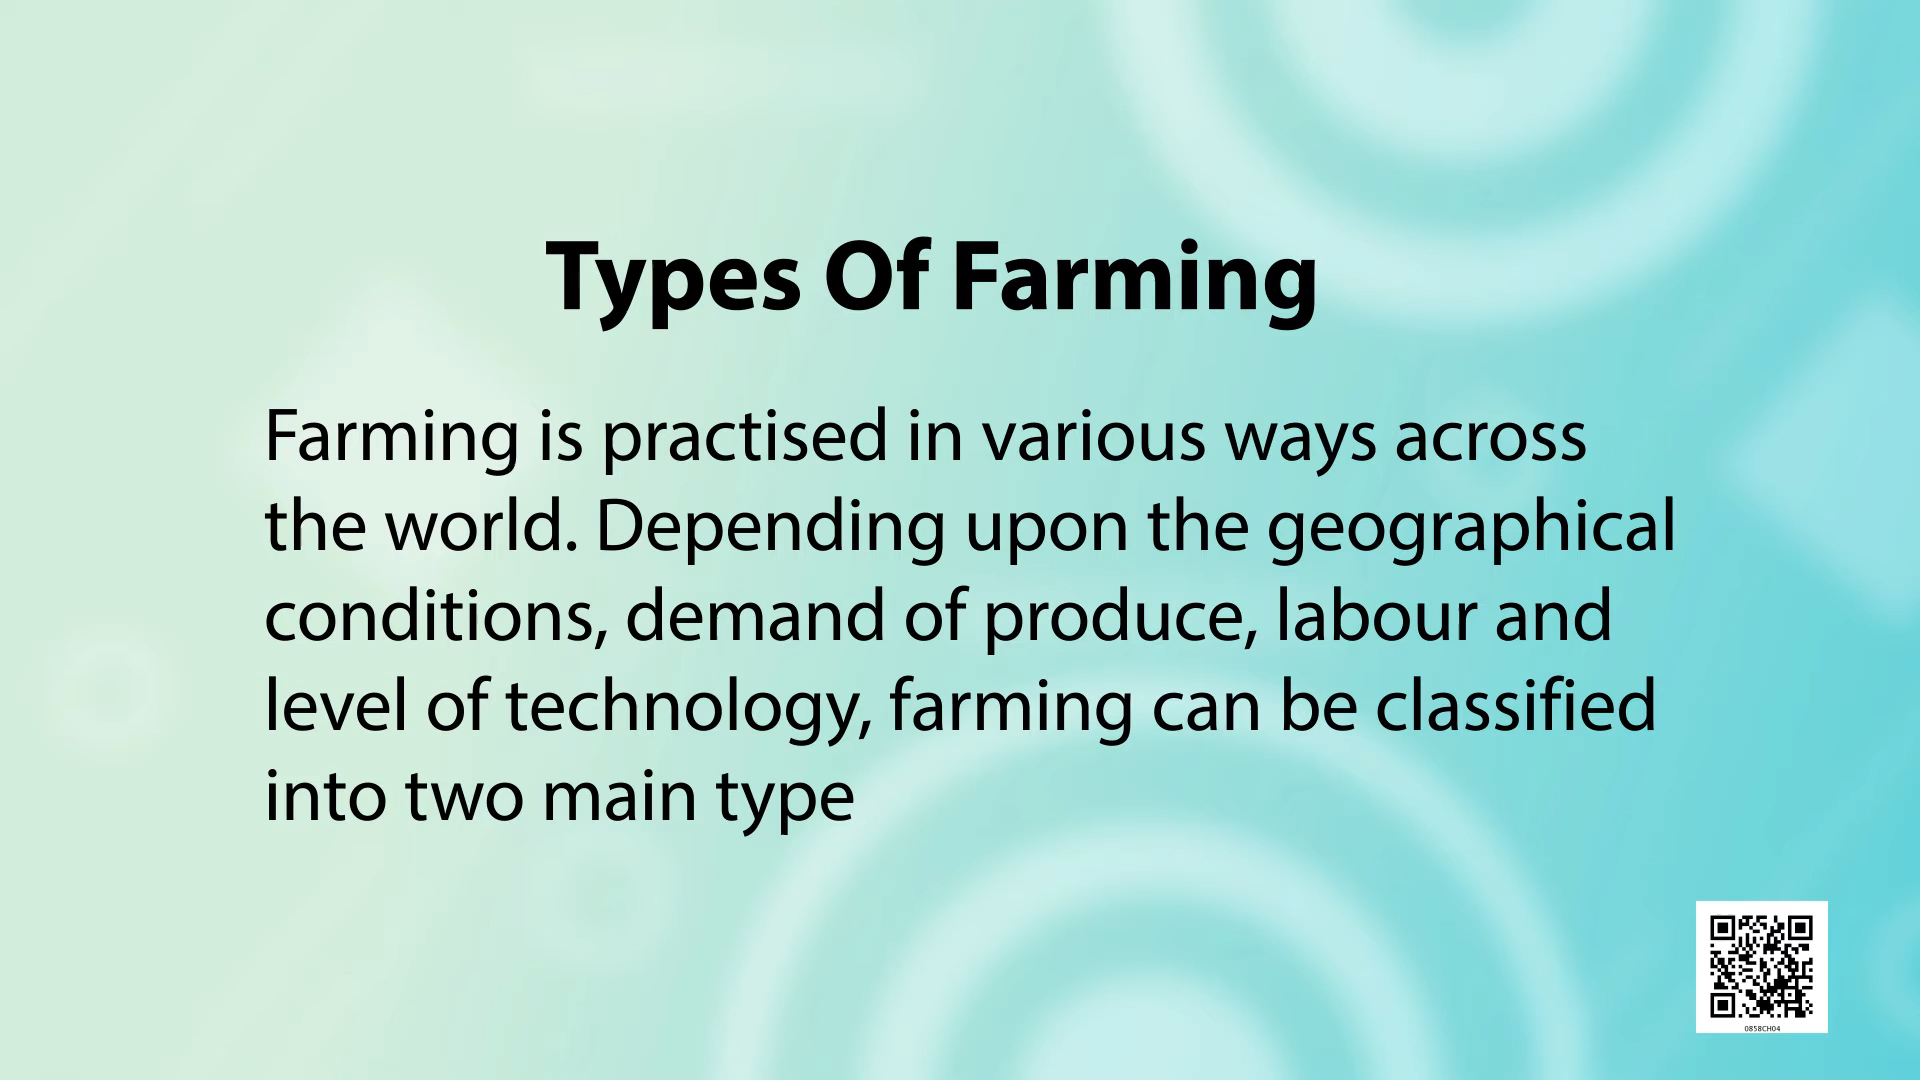 Types Of Farming
Farming is practised in various ways across
the world. Depending upon the geographical
conditions, demand of produce, labour and
level of technology, farming can be classified
into two main type
0858CH04